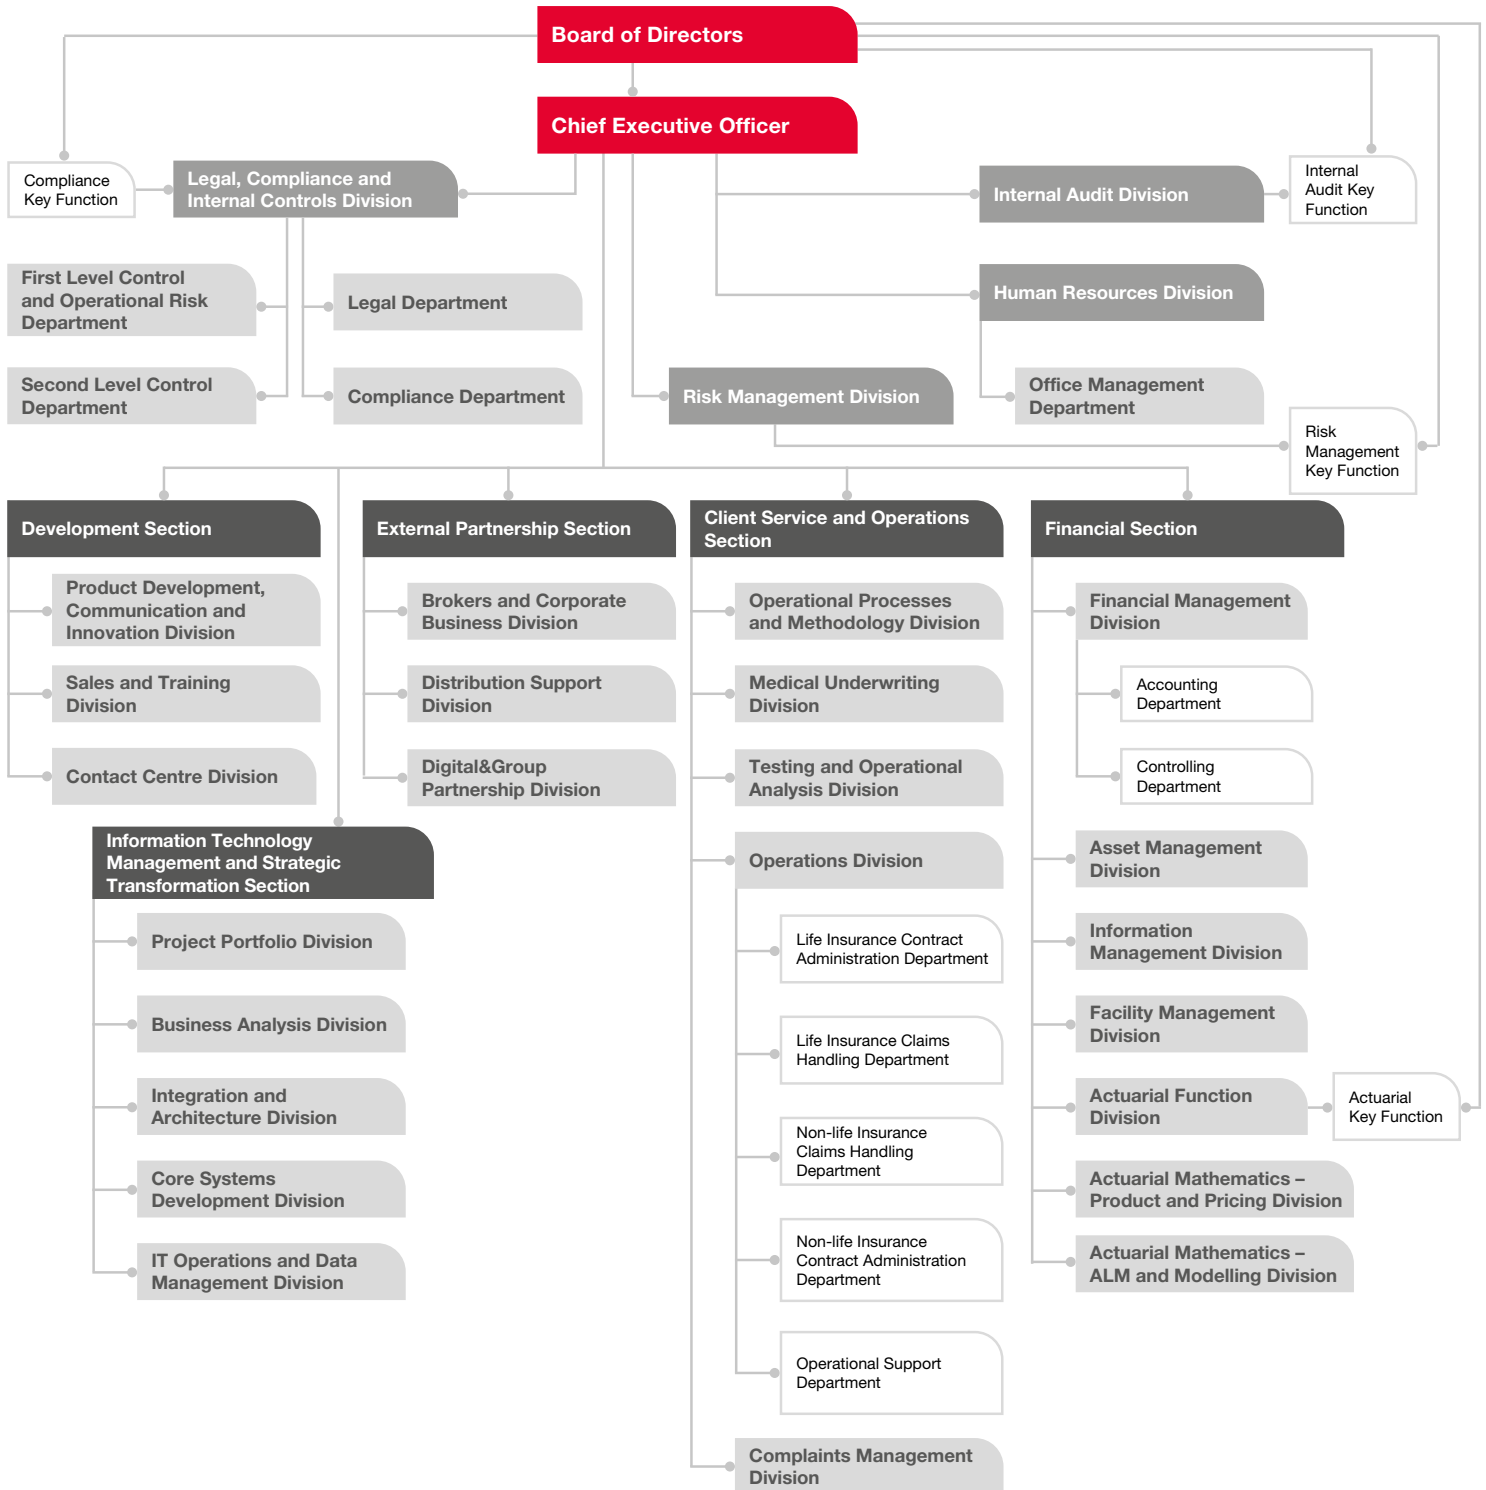 Board of Directors
Chief Executive Officer
Compliance
Key Function
Legal, Compliance and
Internal Controls Division
Internal Audit Division
Internal
Audit Key
Function
First Level Control
and Operational Risk
Department
Legal Department
Human Resources Division
Second Level Control
Department
Compliance Department
Risk Management Division
Office Management
Department
Risk
Management
Key Function
Development Section
Product Development,
Communication and
Innovation Division
Sales and Training
Division
Contact Centre Division
External Partnership Section
Brokers and Corporate
Business Division
Distribution Support
Division
Digital&Group
Partnership Division
Information Technology
Management and Strategic
Transformation Section
Project Portfolio Division
Business Analysis Division
Integration and
Architecture Division
Core Systems
Development Division
IT Operations and Data
Management Division
Client Service and Operations
Section
Operational Processes
and Methodology Division
Medical Underwriting
Division
Testing and Operational
Analysis Division
Operations Division
Life Insurance Contract
Administration Department
Life Insurance Claims
Handling Department
Non-life Insurance
Claims Handling
Department
Non-life Insurance
Contract Administration
Department
Operational Support
Department
Complaints Management
Division
Financial Section
Financial Management
Division
Accounting
Department
Controlling
Department
Asset Management
Division
Information
Management Division
Facility Management
Division
Actuarial Function
Division
Actuarial
Key Function
Actuarial Mathematics –
Product and Pricing Division
Actuarial Mathematics –
ALM and Modelling Division